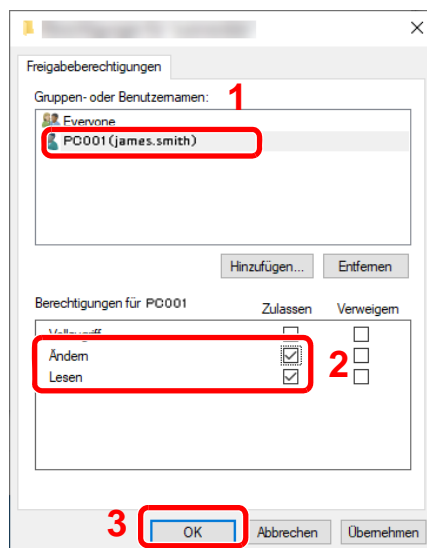 Freigabeberechtigungen
Gruppen- oder Benutzernamen:
1
Everyone
PC001(james.smith)
Hinzufügen...
Entfernen
Berechtigungen für PC001
Zulassen
Verweigern
Vollzugriff
Ändern
2
Lesen
3
OK
Abbrechen
Übernehmen